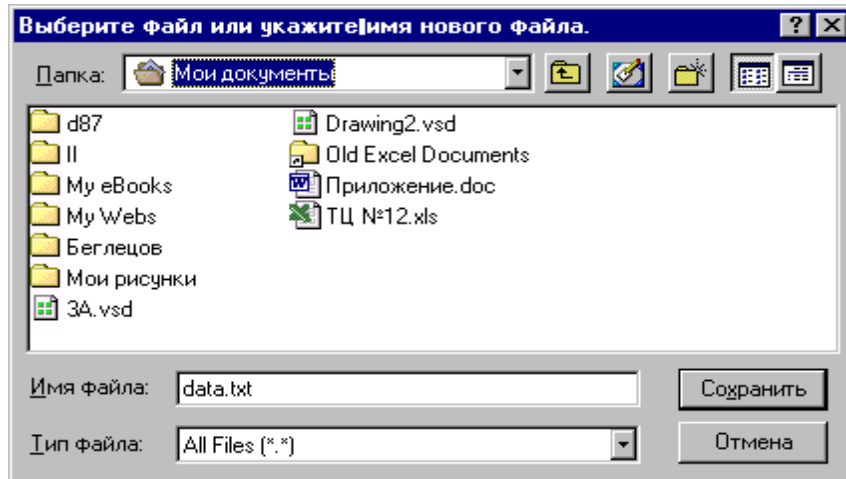 Выберите файл или укажите|имя нового файла.
Папка: Мои документы
d87
ll
My eBooks
My Webs
Беглецов
Мои рисунки
3A.vsd
Drawing2.vsd
Old Excel Documents
Приложение.doc
ТЦ №12.xls
Имя файла: data.txt
Сохранить
Тип файла: All Files (*.*)
Отмена